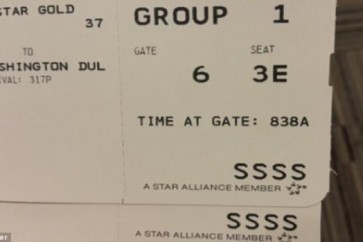 STAR GOLD
37
GROUP 1
TO
SHINGTON DUL
VAL: 317P
GATE SEAT
6 3E
TIME AT GATE: 838A
SSSS
A STAR ALLIANCE MEMBER
SSSS
A STAR ALLIANCE MEMBER
er